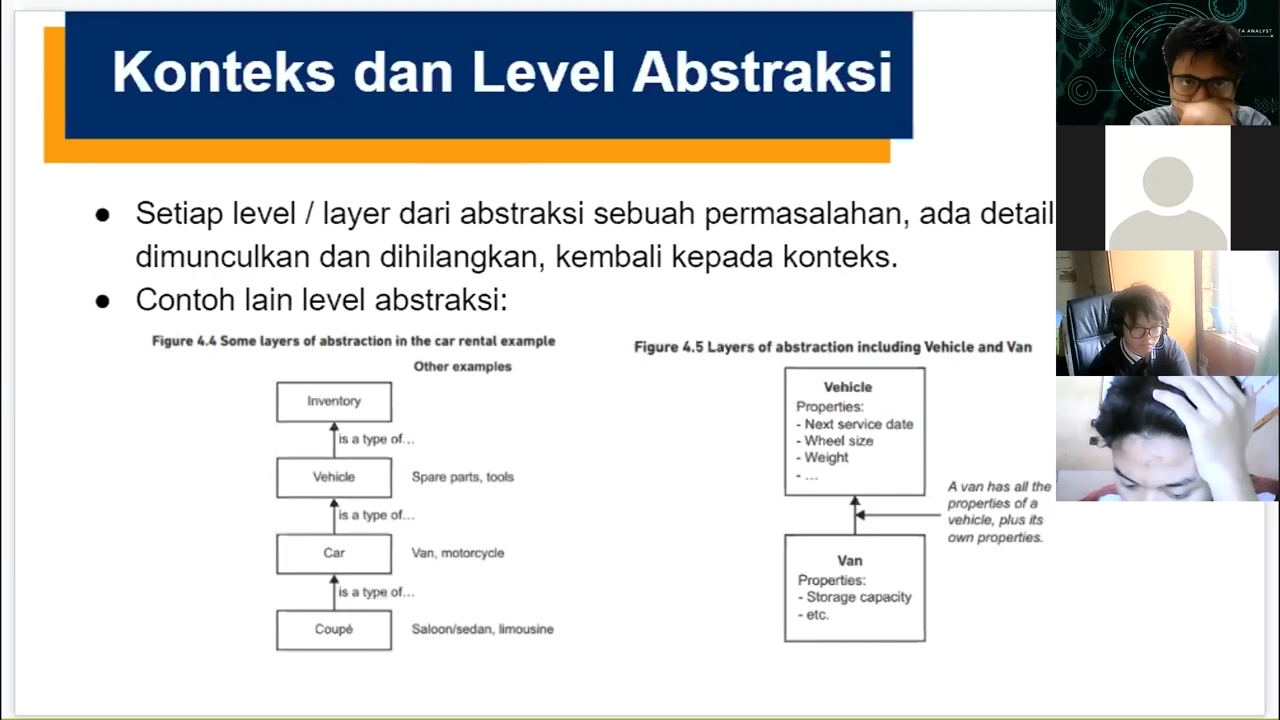 Konteks dan Level Abstraksi
● Setiap level / layer dari abstraksi sebuah permasalahan, ada detail
dimunculkan dan dihilangkan, kembali kepada konteks.
● Contoh lain level abstraksi:
Figure 4.4 Some layers of abstraction in the car rental example
Other examples
Inventory
is a type of...
Vehicle
Spare parts, tools
is a type of...
Car
Van, motorcycle
is a type of...
Coupé
Saloon/sedan, limousine
Figure 4.5 Layers of abstraction including Vehicle and Van
Vehicle
Properties:
- Next service date
- Wheel size
- Weight
- ...
A van has all the
properties of a
vehicle, plus its
own properties.
Van
Properties:
- Storage capacity
- etc.
TA ANALYST